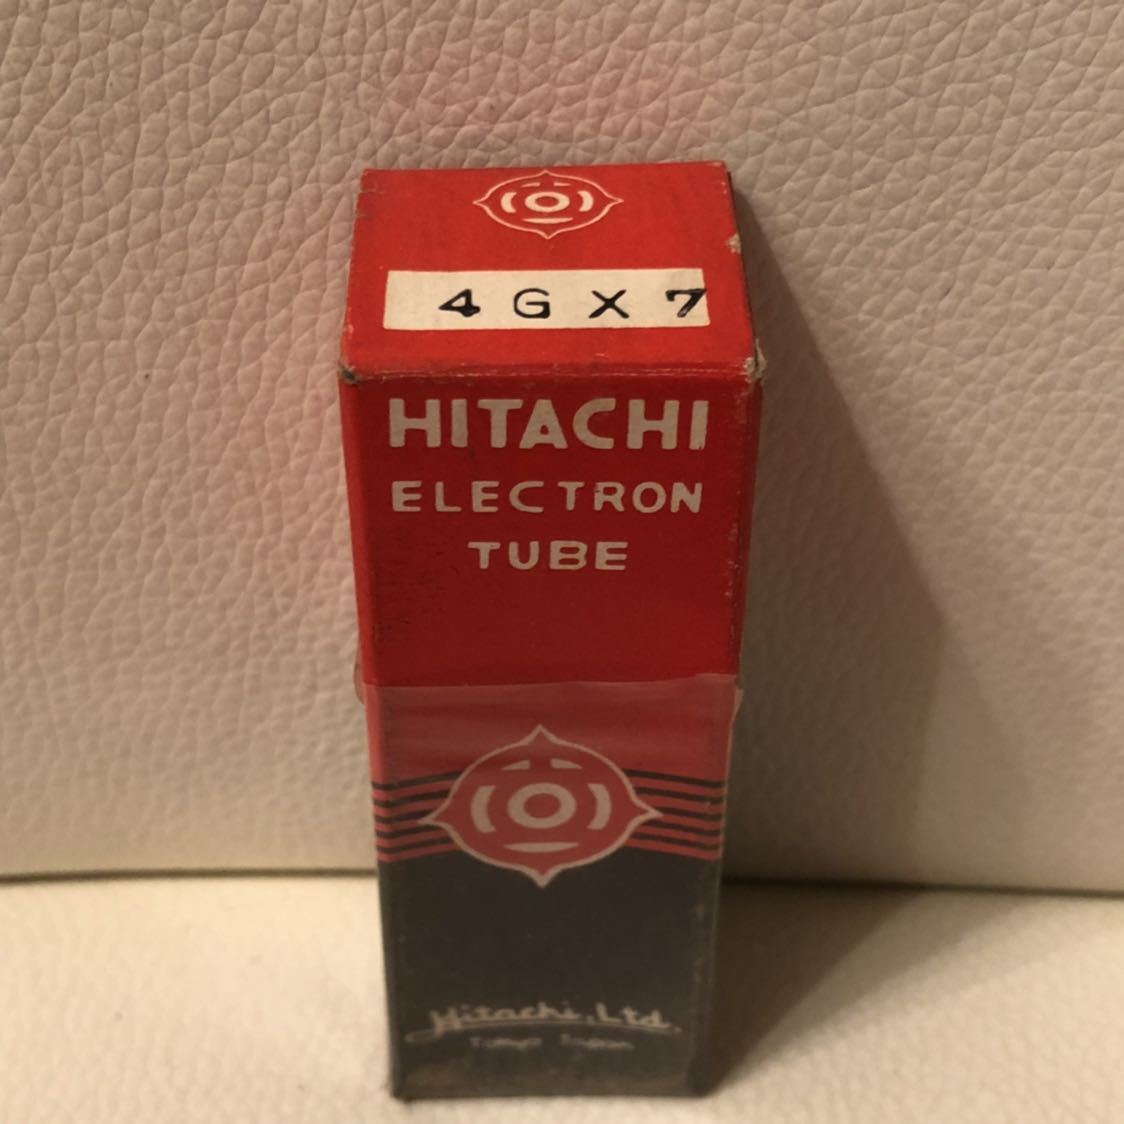 4GX7
HITACHI
ELECTRON
TUBE
Hitachi, Ltd.
Tokyo Japan